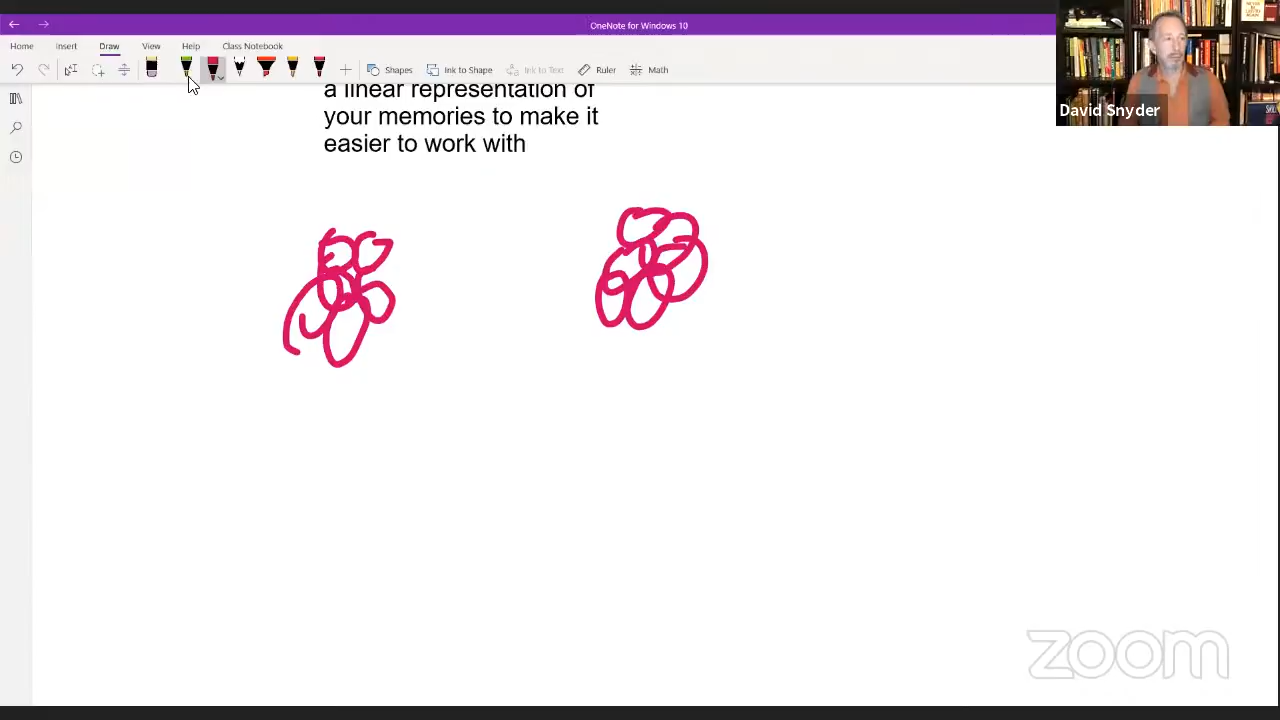 OneNote for Windows 10
Home Insert Draw View Help Class Notebook
Shapes Ink to Shape Ink to Text Ruler Math
a linear representation of
your memories to make it
easier to work with
David Snyder
zoom